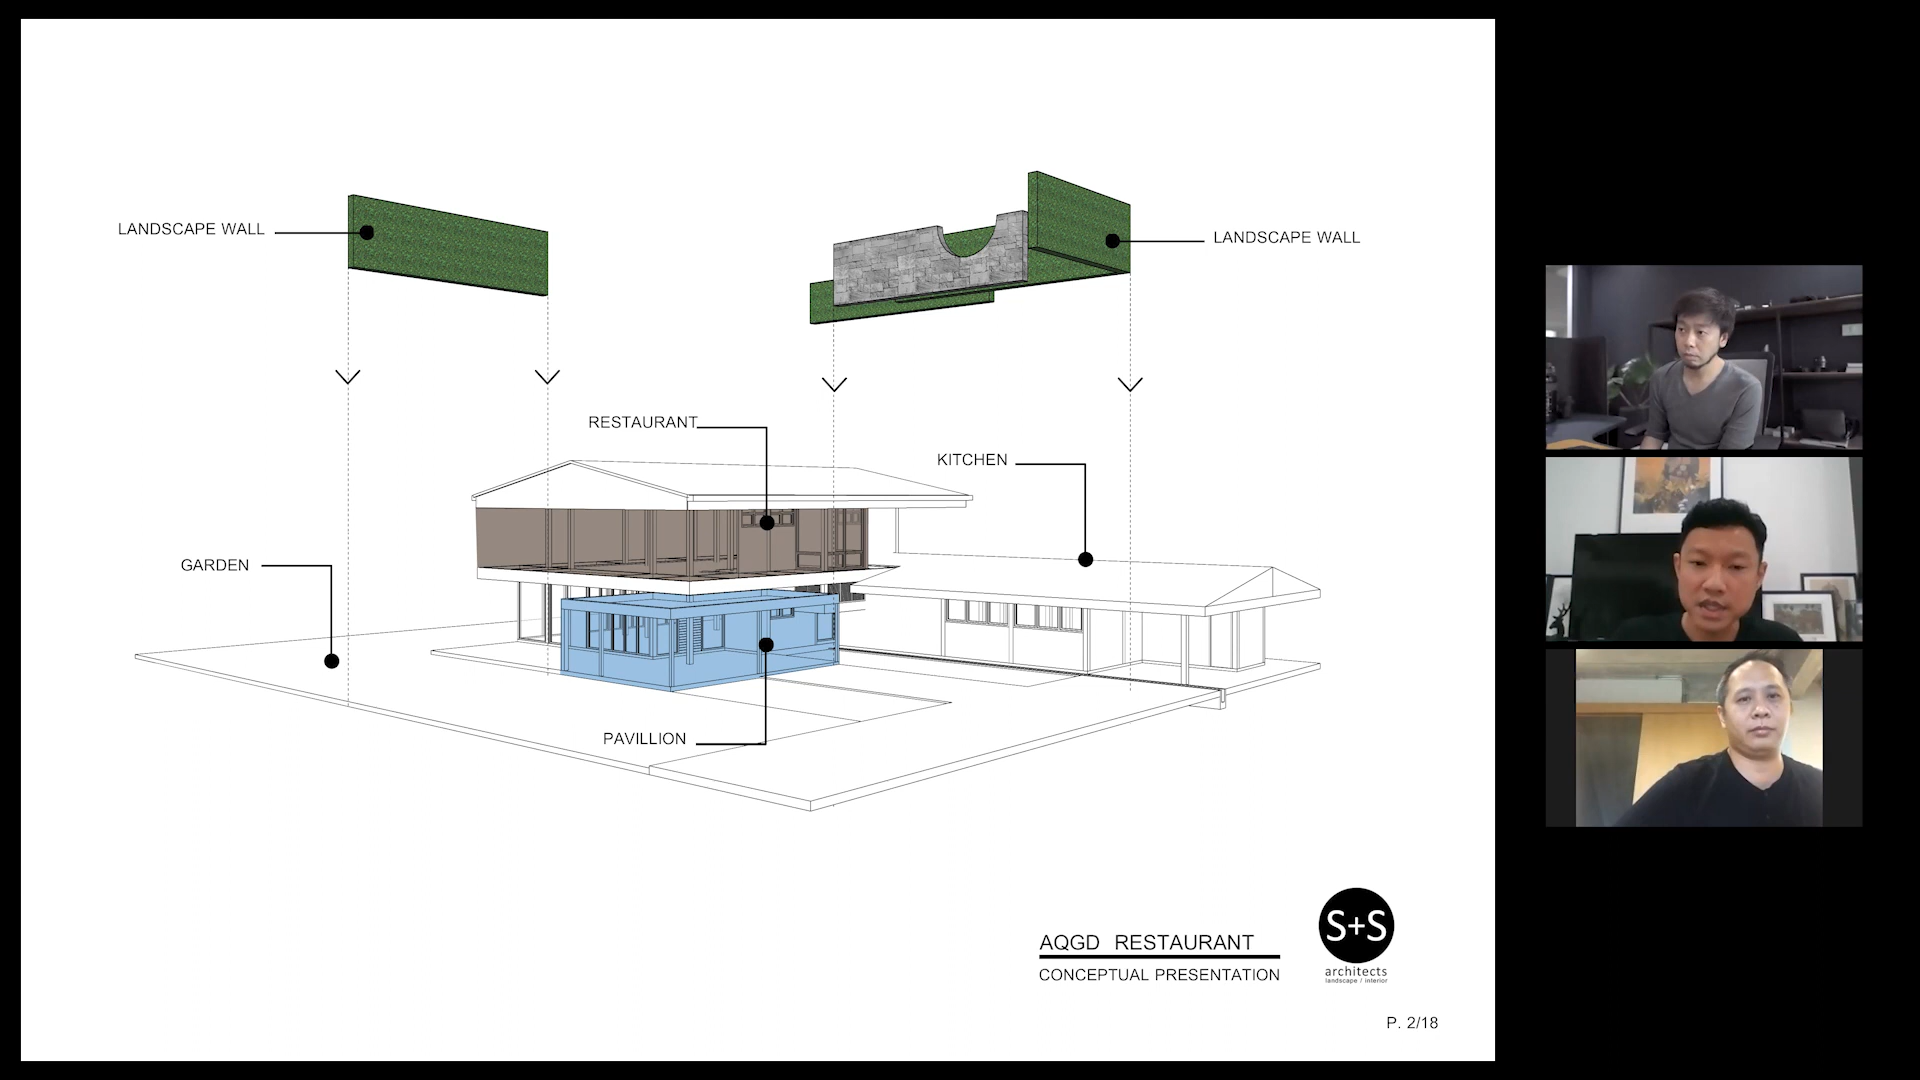 LANDSCAPE WALL
LANDSCAPE WALL
RESTAURANT
KITCHEN
GARDEN
PAVILLION
AQGD RESTAURANT
CONCEPTUAL PRESENTATION
S+S
architects
landscape / interior
P. 2/18